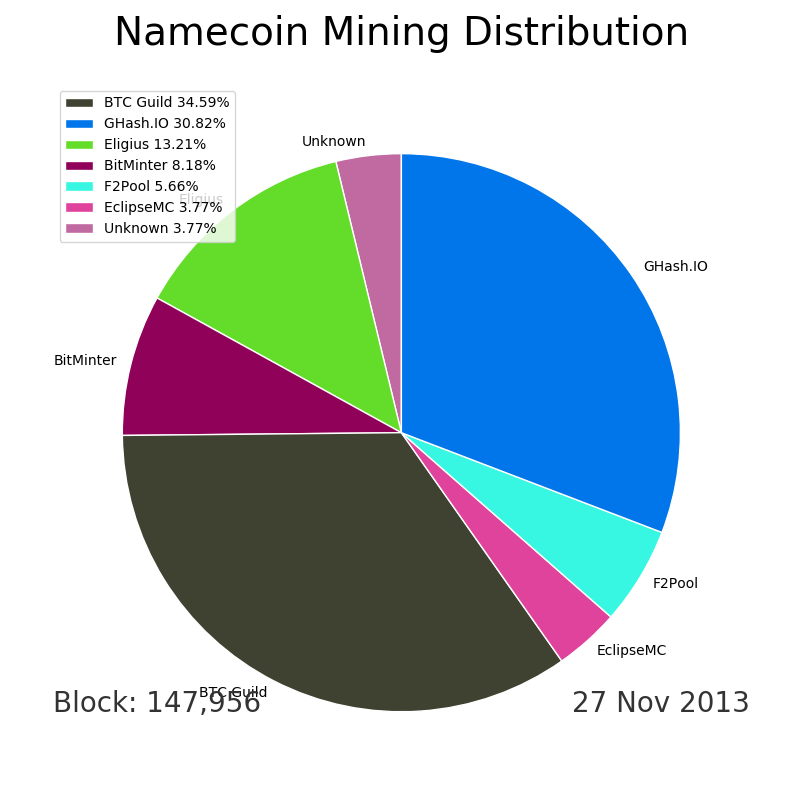 Namecoin Mining Distribution
BTC Guild 34.59%
GHash.IO 30.82%
Eligius 13.21%
BitMinter 8.18%
F2Pool 5.66%
EclipseMC 3.77%
Unknown 3.77%
Unknown
Eligius
GHash.IO
BitMinter
F2Pool
EclipseMC
BTC Guild
Block: 147,956
27 Nov 2013